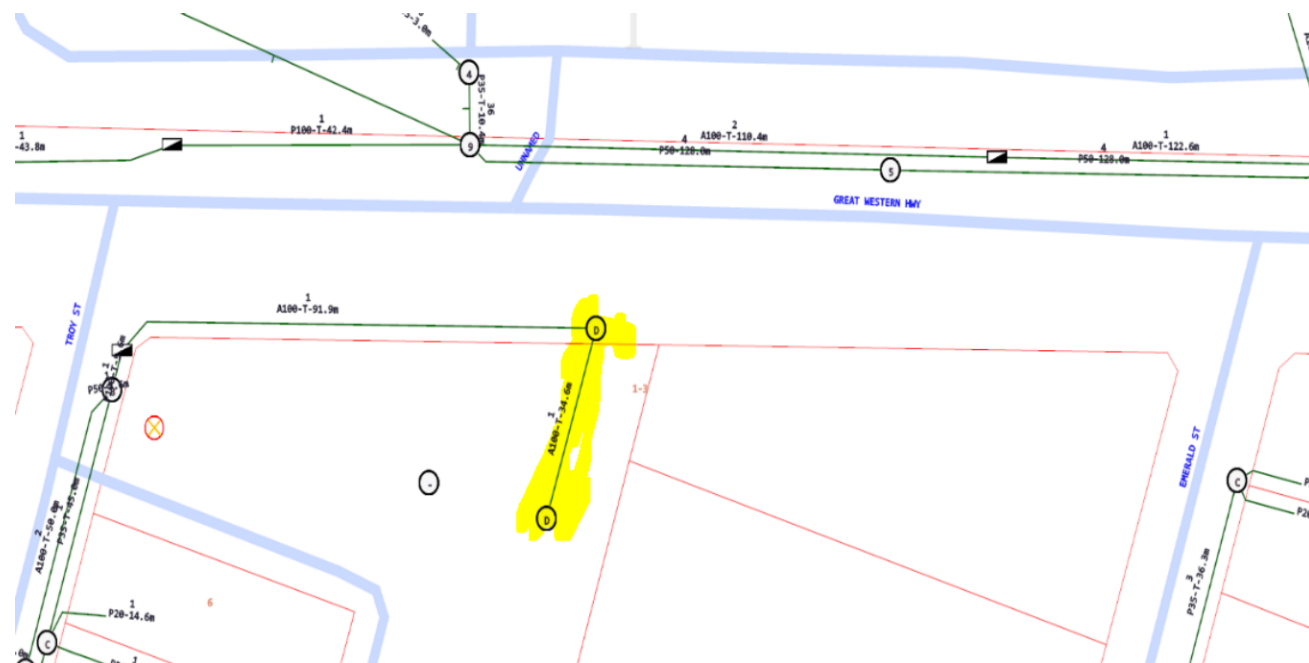 -3.0m
4
36
1
P100-T-42.4m
1
-43.8m
9
UNNAMED
2
A100-T-110.4m
4
P50-128.0m
1
A100-T-122.6m
4
P50-128.0m
5
GREAT WESTERN HWY
TROY ST
1
A100-T-91.9m
D
1-3
1
A100-T-34.6m
D
EMERALD ST
C
2
A100-T-50.0m
P35-T-45.0m
6
1
P20-14.6m
C
1
3
P35-T-36.3m